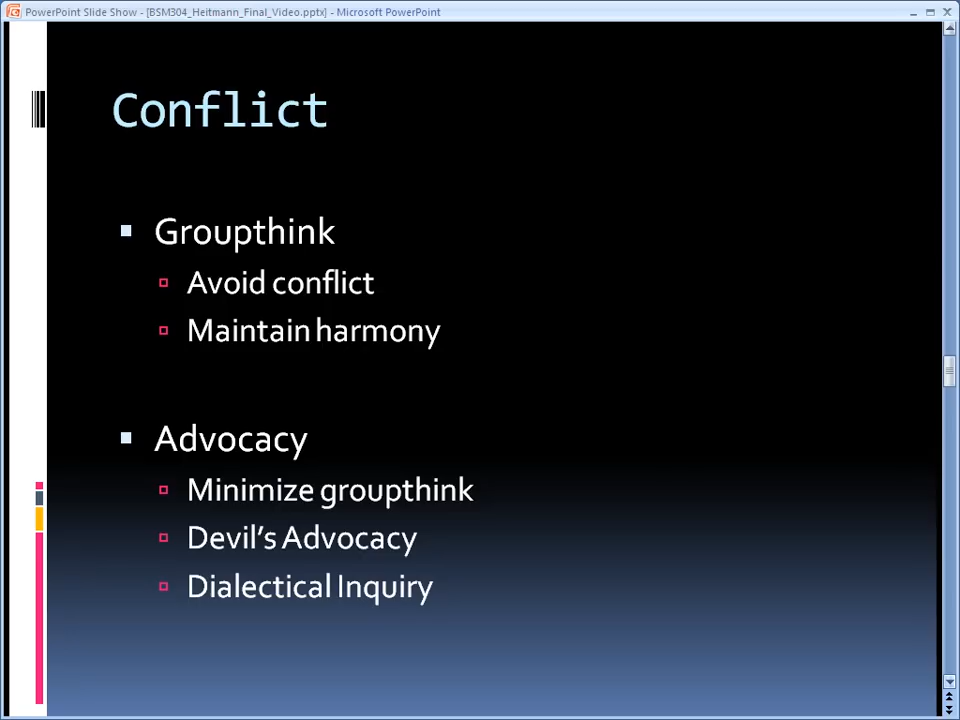 PowerPoint Slide Show - [BSM304_Heitmann_Final_Video.pptx] - Microsoft PowerPoint
Conflict
Groupthink
Avoid conflict
Maintain harmony
Advocacy
Minimize groupthink
Devil’s Advocacy
Dialectical Inquiry